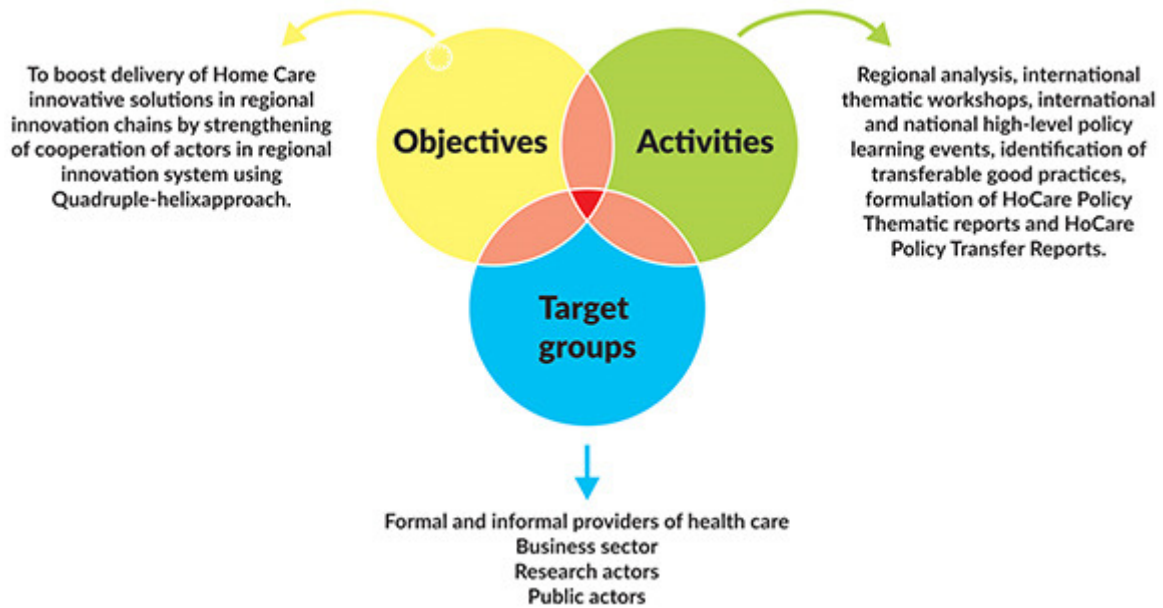 To boost delivery of Home Care
innovative solutions in regional
innovation chains by strengthening
of cooperation of actors in regional
innovation system using
Quadruple-helixapproach.
Objectives
Activities
Regional analysis, international
thematic workshops, international
and national high-level policy
learning events, identification of
transferable good practices,
formulation of HoCare Policy
Thematic reports and HoCare
Policy Transfer Reports.
Target
groups
Formal and informal providers of health care
Business sector
Research actors
Public actors